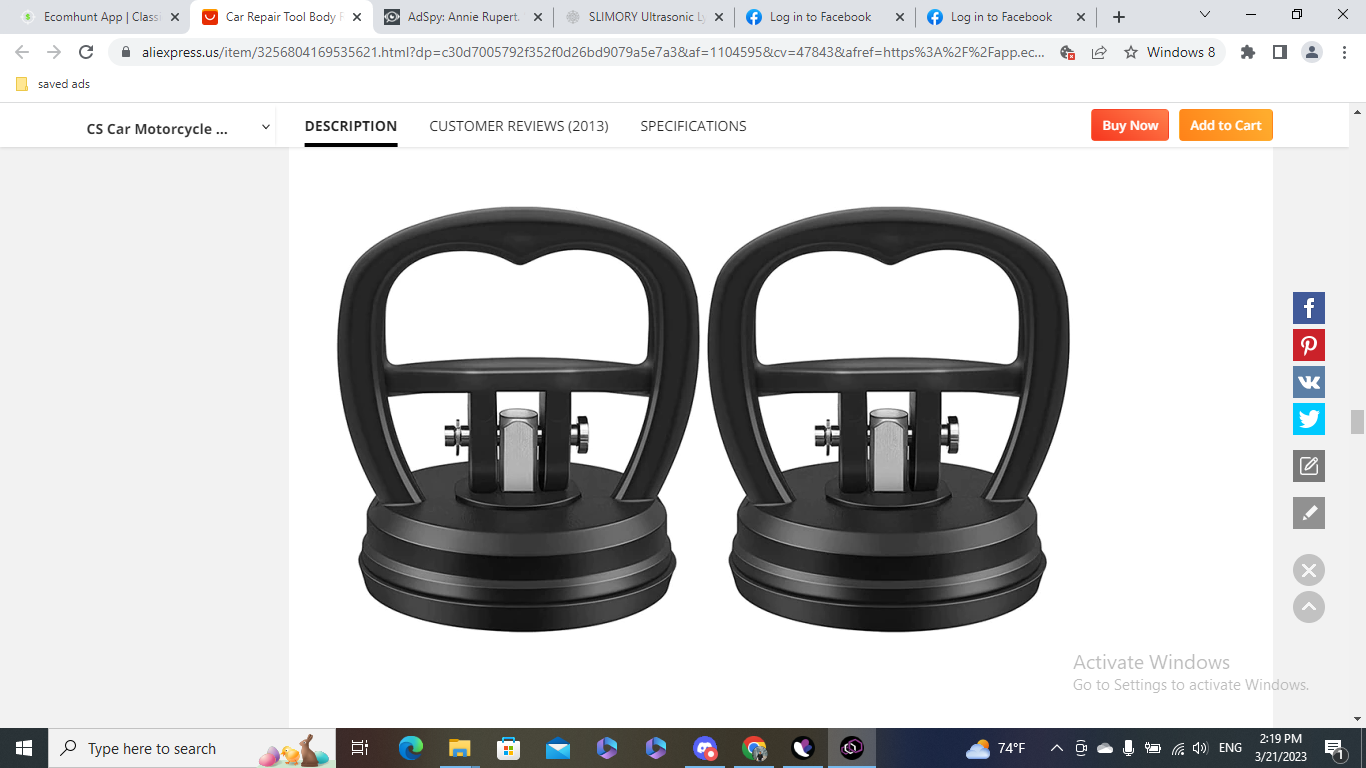 Ecomhunt App | Classi
Car Repair Tool Body F
AdSpy: Annie Rupert
SLIMORY Ultrasonic Ly
Log in to Facebook
Log in to Facebook
aliexpress.us/item/3256804169535621.html?dp=c30d7005792f352f0d26bd9079a5e7a3&af=1104595&cv=47843&afref=https%3A%2F%2Fapp.ec...
Windows 8
saved ads
CS Car Motorcycle ...
DESCRIPTION
CUSTOMER REVIEWS (2013)
SPECIFICATIONS
Buy Now
Add to Cart
Activate Windows
Go to Settings to activate Windows.
Type here to search
74°F
ENG
2:19 PM
3/21/2023
1